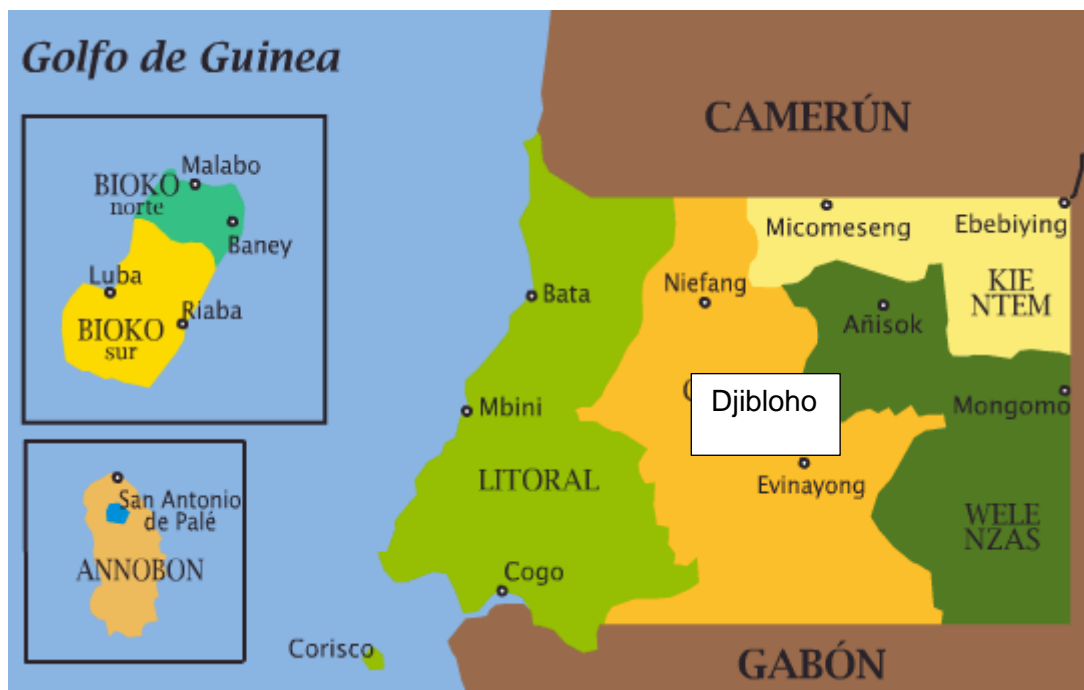 Golfo de Guinea
CAMERÚN
Malabo
BIOKO
norte
Baney
Luba
Riaba
BIOKO
sur
Micomeseng
Ebebiying
KIE
NTEM
Niefang
Bata
Añisok
Djibloho
Mbini
Mongomo
LITORAL
Evinayong
San Antonio
de Palé
ANNOBON
WELE
NZAS
Cogo
Corisco
GABÓN